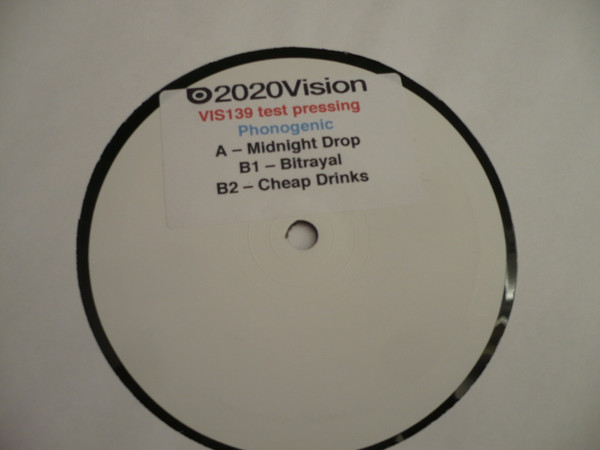 2020Vision
VIS139 test pressing
Phonogenic
A – Midnight Drop
B1 – Bitrayal
B2 – Cheap Drinks